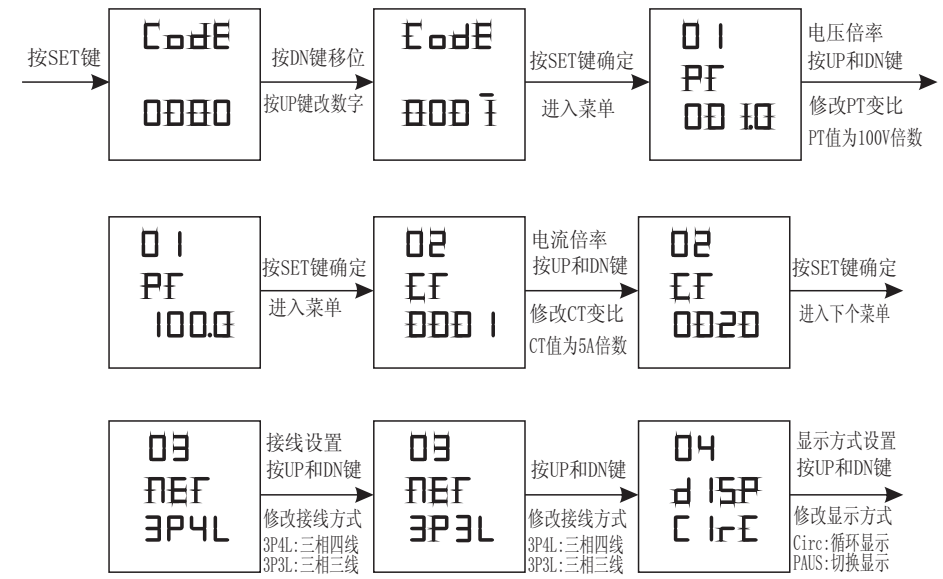 按SET键
CodE
0000
按DN键移位
按UP键改数字
CodE
0001
按SET键确定
进入菜单
01
PT
001.0
电压倍率
按UP和DN键
修改PT变比
PT值为100V倍数
01
PT
100.0
按SET键确定
进入菜单
02
CT
0001
电流倍率
按UP和DN键
修改CT变比
CT值为5A倍数
02
CT
0020
按SET键确定
进入下个菜单
03
NET
3P4L
接线设置
按UP和DN键
修改接线方式
3P4L:三相四线
3P3L:三相三线
03
NET
3P3L
按UP和DN键
修改接线方式
3P4L:三相四线
3P3L:三相三线
04
dISP
CIrC
显示方式设置
按UP和DN键
修改显示方式
Circ:循环显示
PAUS:切换显示